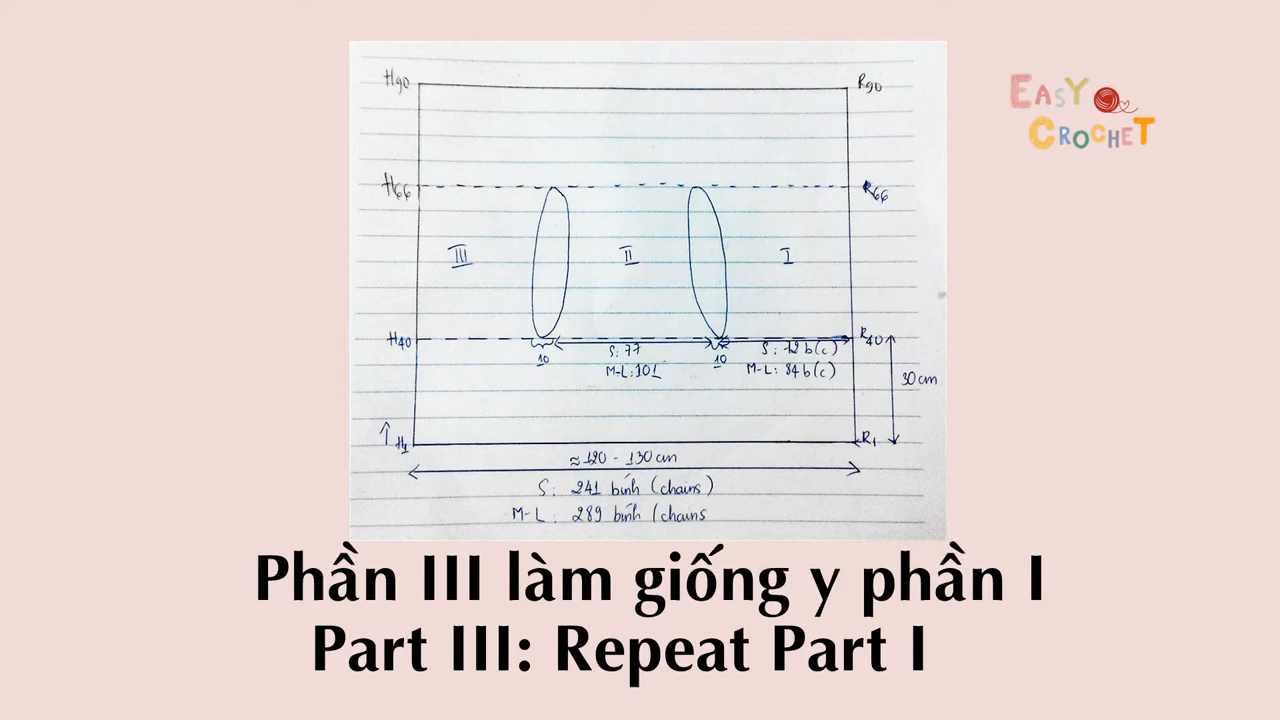 H90 R90
EASY
CROCHET
H66 R66
III II I
H40 R40
10 S: 77 10 S: 72 b(c)
M-L: 101 M-L: 84 b(c)
30 cm
H1 R1
≈ 120 - 130 cm
S: 241 bính (chains)
M-L: 289 bính (chains
Phần III làm giống y phần I
Part III: Repeat Part I